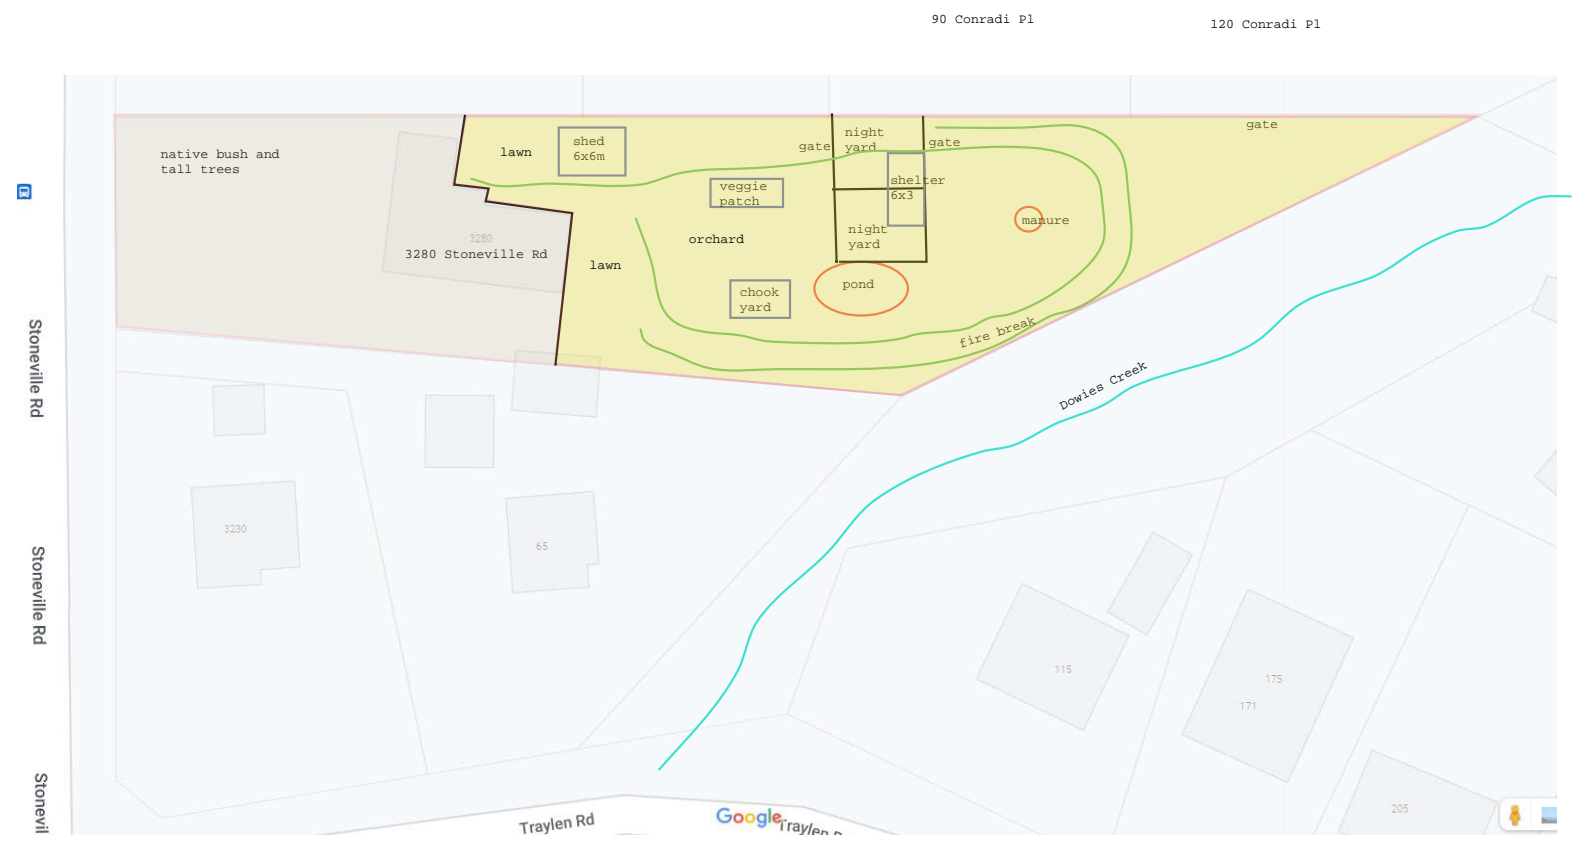 90 Conradi Pl
120 Conradi Pl
native bush and
tall trees
lawn
shed
6x6m
gate
night
yard
gate
gate
veggie
patch
shelter
6x3
manure
3280
3280 Stoneville Rd
orchard
night
yard
lawn
chook
yard
pond
fire break
Dowies Creek
Stoneville Rd
3230
65
Stoneville Rd
115
175
171
Stonevil
205
Traylen Rd
Google
Traylen R